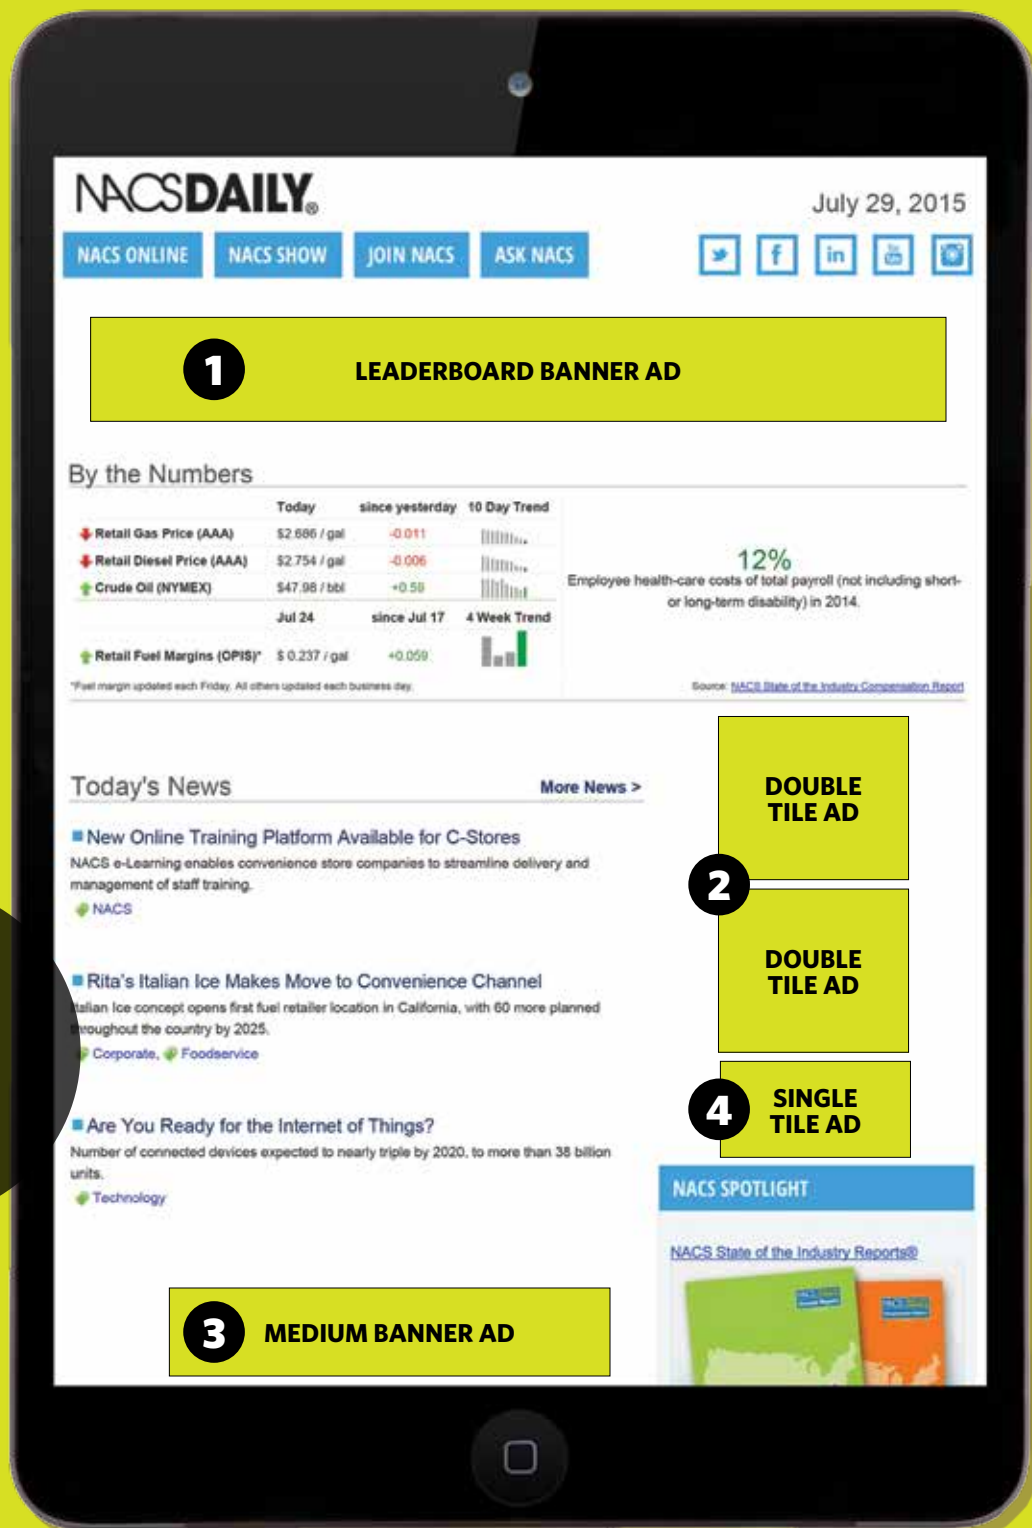 NACSDAILY®
July 29, 2015
NACS ONLINE NACS SHOW JOIN NACS ASK NACS
f in You Tube
1 LEADERBOARD BANNER AD
By the Numbers
Today since yesterday 10 Day Trend
Retail Gas Price (AAA) $2.686 / gal -0.011
Retail Diesel Price (AAA) $2.754 / gal -0.006
Crude Oil (NYMEX) $47.98 / bbl +0.59
Jul 24 since Jul 17 4 Week Trend
Retail Fuel Margins (OPIS)* $ 0.237 / gal +0.059
*Fuel margin updated each Friday. All others updated each business day.
12%
Employee health-care costs of total payroll (not including short-
or long-term disability) in 2014.
Source: NACS State of the Industry Compensation Report
Today's News More News >
New Online Training Platform Available for C-Stores
NACS e-Learning enables convenience store companies to streamline delivery and
management of staff training.
NACS
Rita's Italian Ice Makes Move to Convenience Channel
Italian Ice concept opens first fuel retailer location in California, with 60 more planned
throughout the country by 2025.
Corporate, Foodservice
Are You Ready for the Internet of Things?
Number of connected devices expected to nearly triple by 2020, to more than 38 billion
units.
Technology
3 MEDIUM BANNER AD
DOUBLE
TILE AD
2
DOUBLE
TILE AD
4 SINGLE
TILE AD
NACS SPOTLIGHT
NACS State of the Industry Reports®